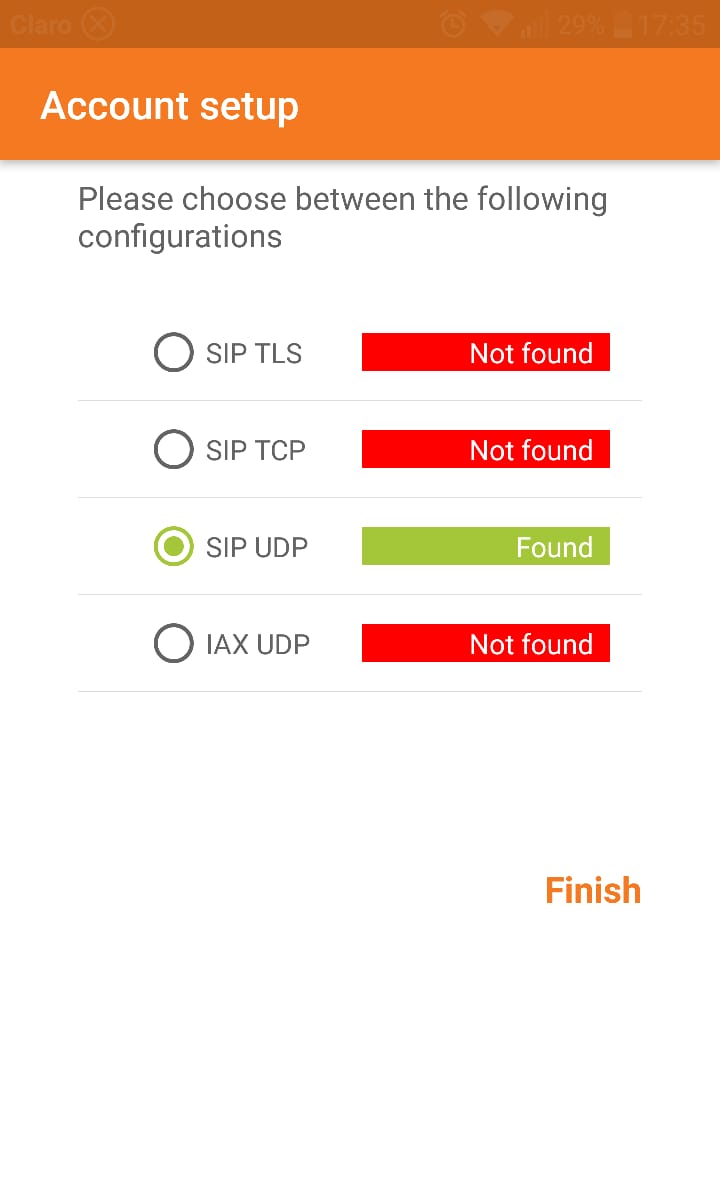 Claro 29% 17:35
Account setup
Please choose between the following
configurations
SIP TLS Not found
SIP TCP Not found
SIP UDP Found
IAX UDP Not found
Finish